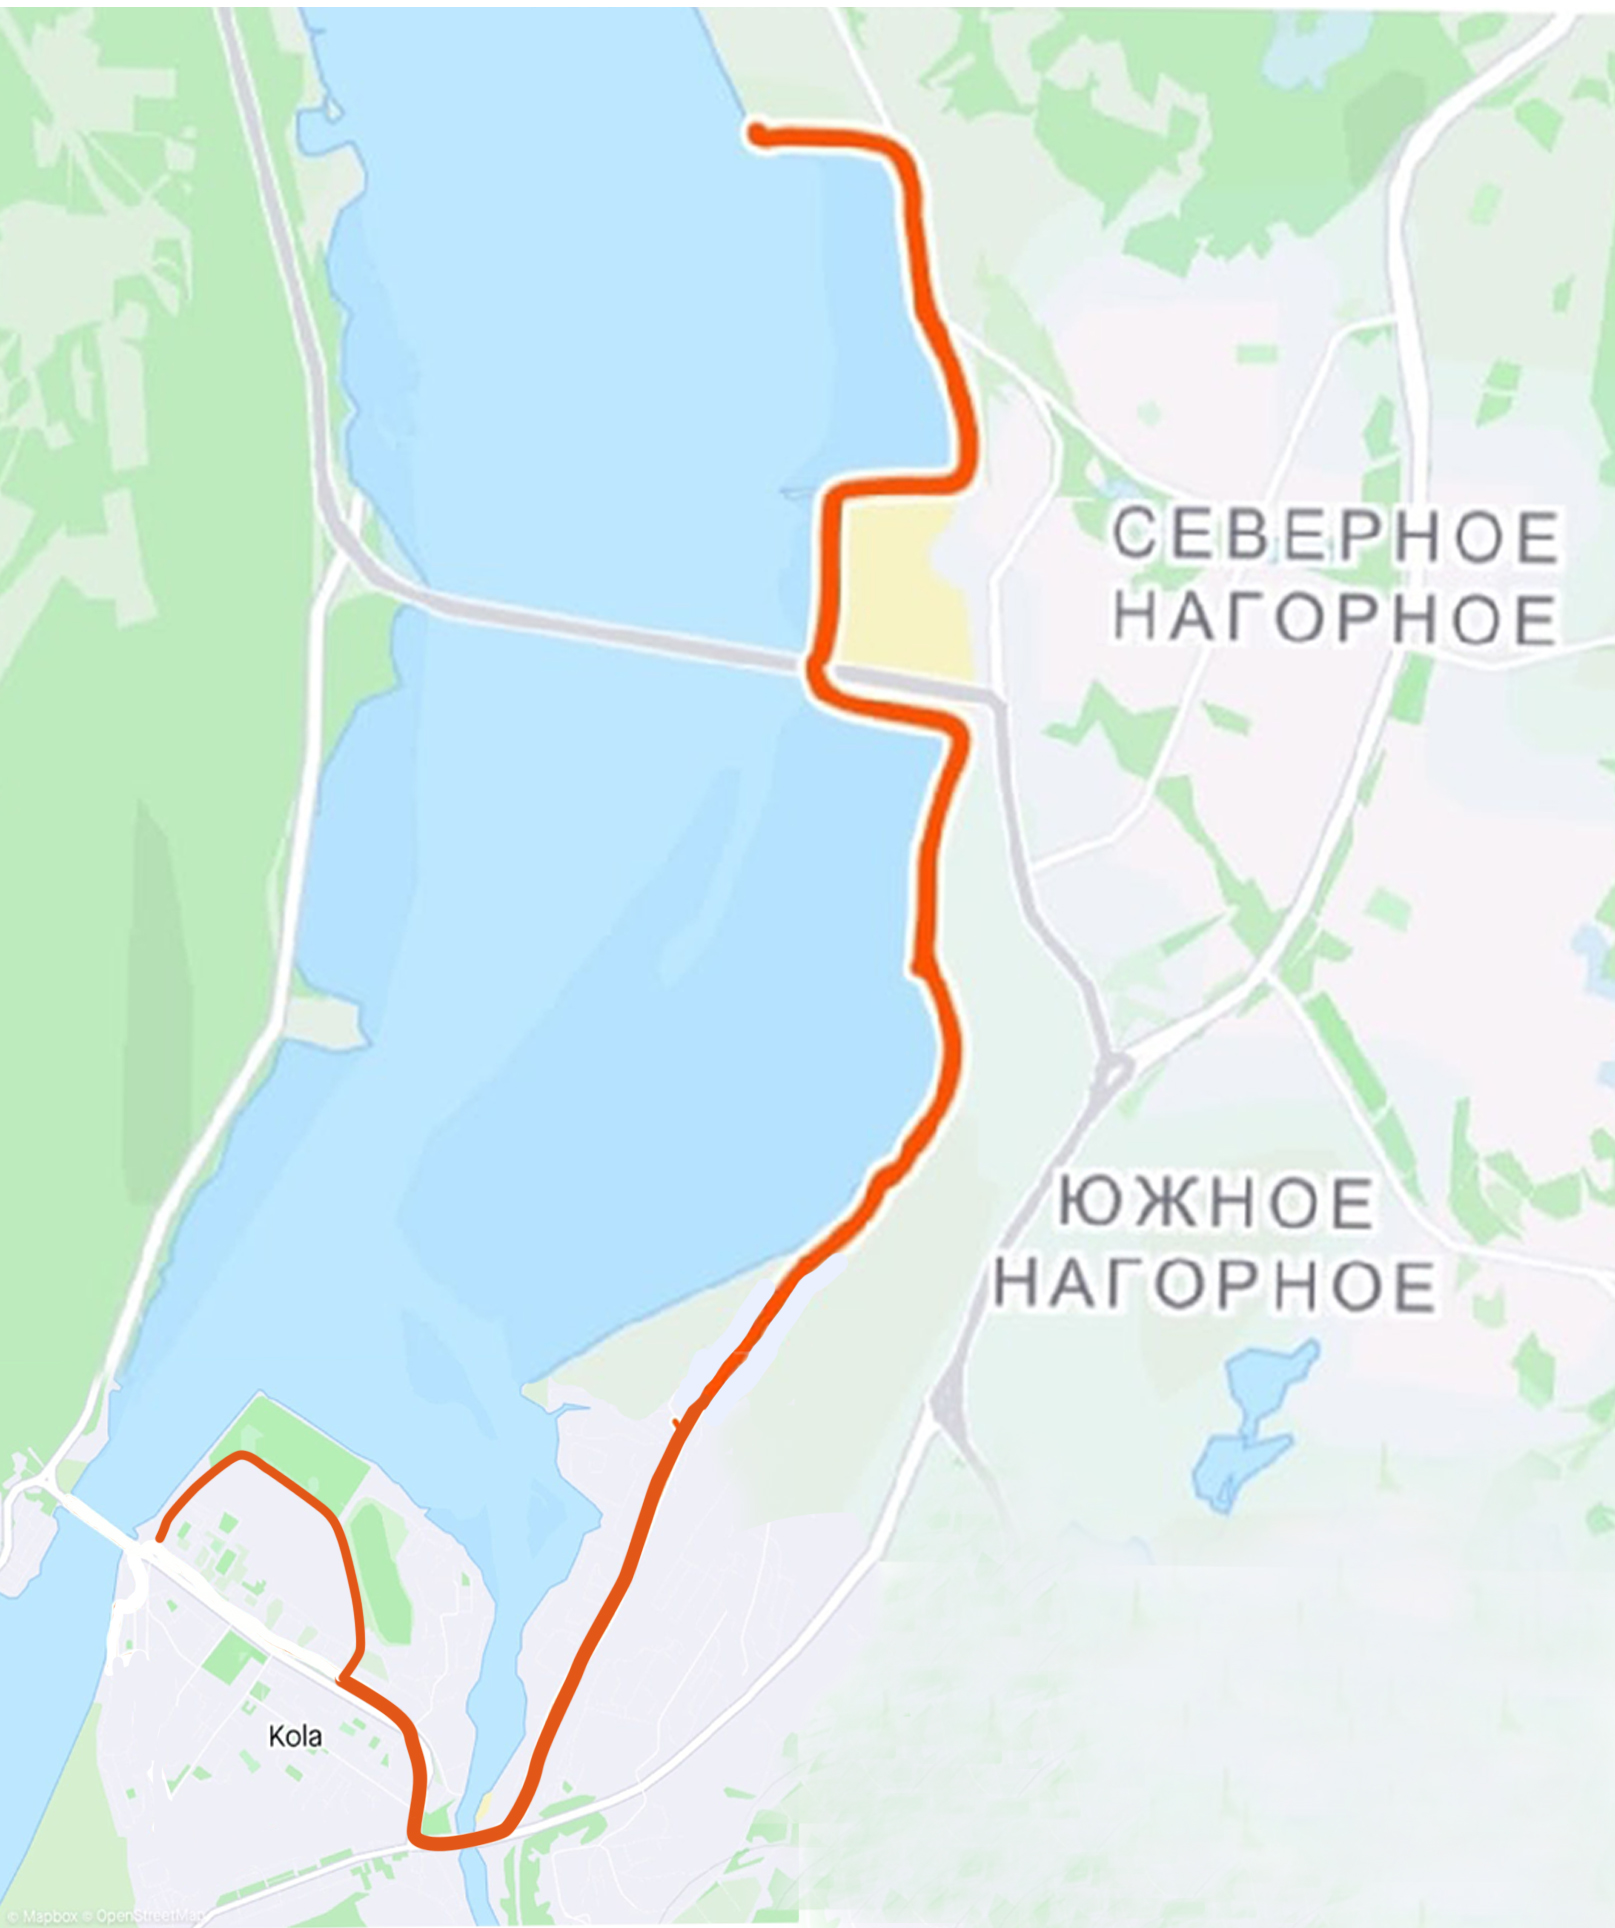 СЕВЕРНОЕ
НАГОРНОЕ
ЮЖНОЕ
НАГОРНОЕ
Kola
© Mapbox © OpenStreetMap